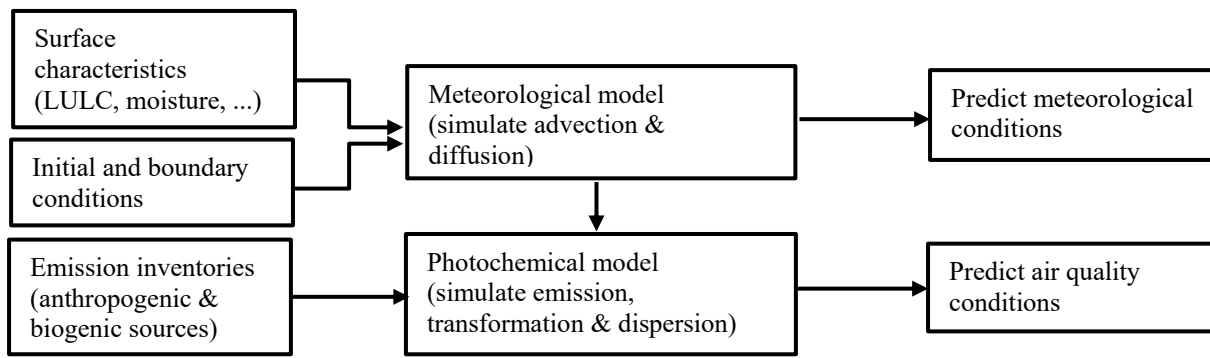 Surface
characteristics
(LULC, moisture, ...)
Initial and boundary
conditions
Emission inventories
(anthropogenic &
biogenic sources)
Meteorological model
(simulate advection &
diffusion)
Photochemical model
(simulate emission,
transformation & dispersion)
Predict meteorological
conditions
Predict air quality
conditions